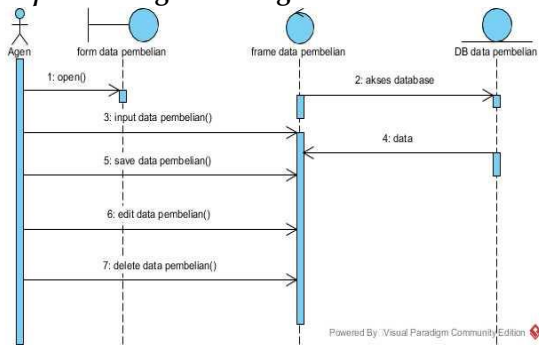 Agen
form data pembelian
frame data pembelian
DB data pembelian
1: open()
2: akses database
3: input data pembelian()
4: data
5: save data pembelian()
6: edit data pembelian()
7: delete data pembelian()
Powered By Visual Paradigm Community Edition